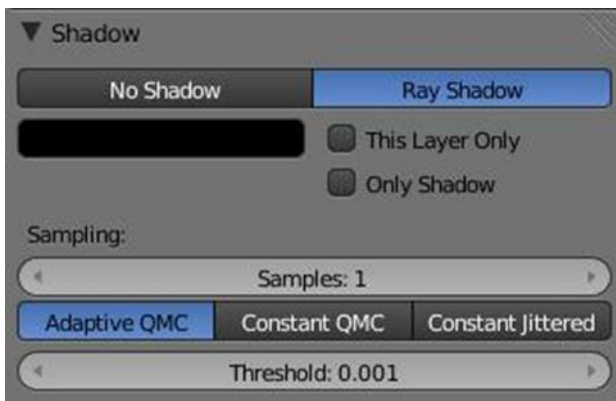 Shadow
No Shadow Ray Shadow
This Layer Only
Only Shadow
Sampling:
Samples: 1
Adaptive QMC Constant QMC Constant Jittered
Threshold: 0.001